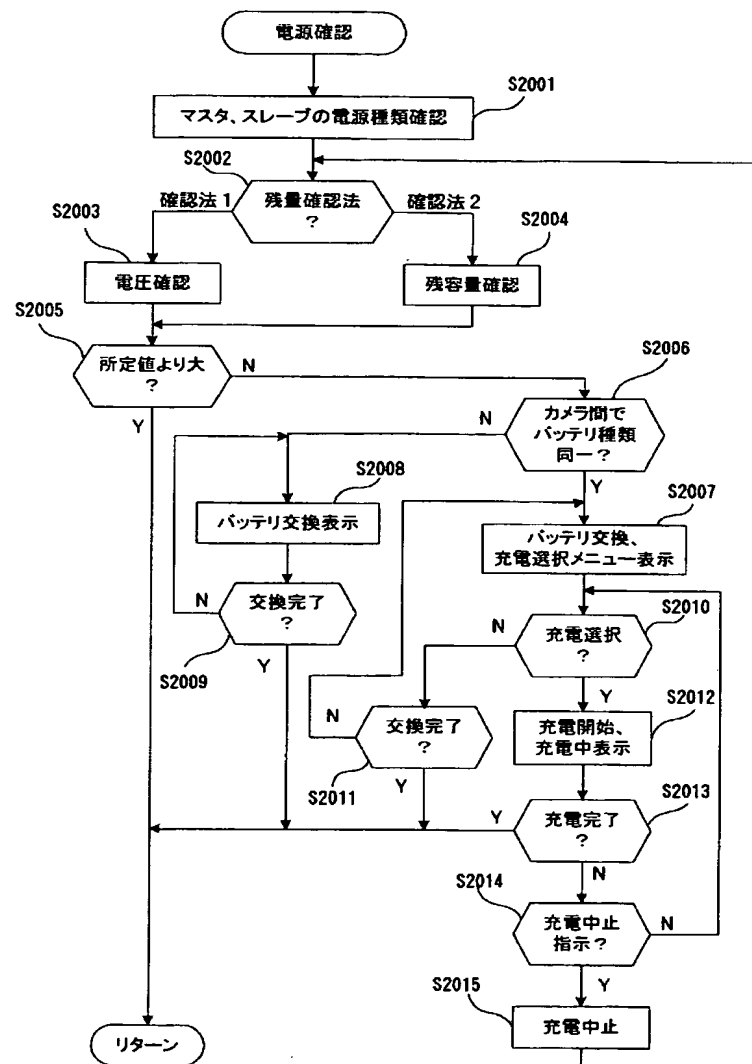 電源確認
S2001
マスタ、スレーブの電源種類確認
S2002
残量確認法
?
確認法1
確認法2
S2003
電圧確認
S2004
残容量確認
S2005
所定値より大
?
N
Y
S2006
カメラ間で
バッテリ種類
同一?
N
Y
S2008
バッテリ交換表示
S2007
バッテリ交換、
充電選択メニュー表示
交換完了
?
N
Y
S2009
S2010
充電選択
?
N
Y
S2012
充電開始、
充電中表示
交換完了
?
N
Y
S2011
S2013
充電完了
?
Y
N
S2014
充電中止
指示?
N
Y
S2015
充電中止
リターン